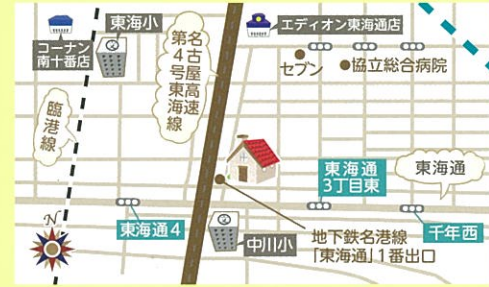 東海小
エディオン東海通店
コーナン
南十番店
名古屋高速
第4号東海線
セブン
協立総合病院
臨港線
東海通
3丁目東
東海通
N
東海通4
中川小
地下鉄名港線
「東海通」1番出口
千年西